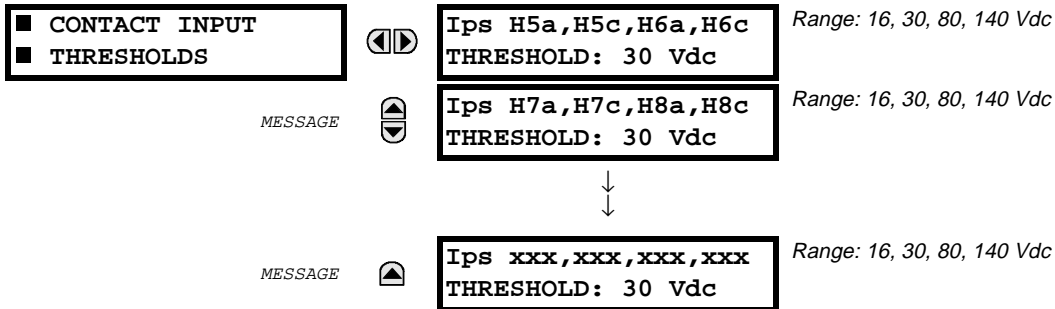 ■ CONTACT INPUT
■ THRESHOLDS
Ips H5a,H5c,H6a,H6c
THRESHOLD: 30 Vdc
Range: 16, 30, 80, 140 Vdc
MESSAGE
Ips H7a,H7c,H8a,H8c
THRESHOLD: 30 Vdc
Range: 16, 30, 80, 140 Vdc
↓
↓
MESSAGE
Ips xxx,xxx,xxx,xxx
THRESHOLD: 30 Vdc
Range: 16, 30, 80, 140 Vdc